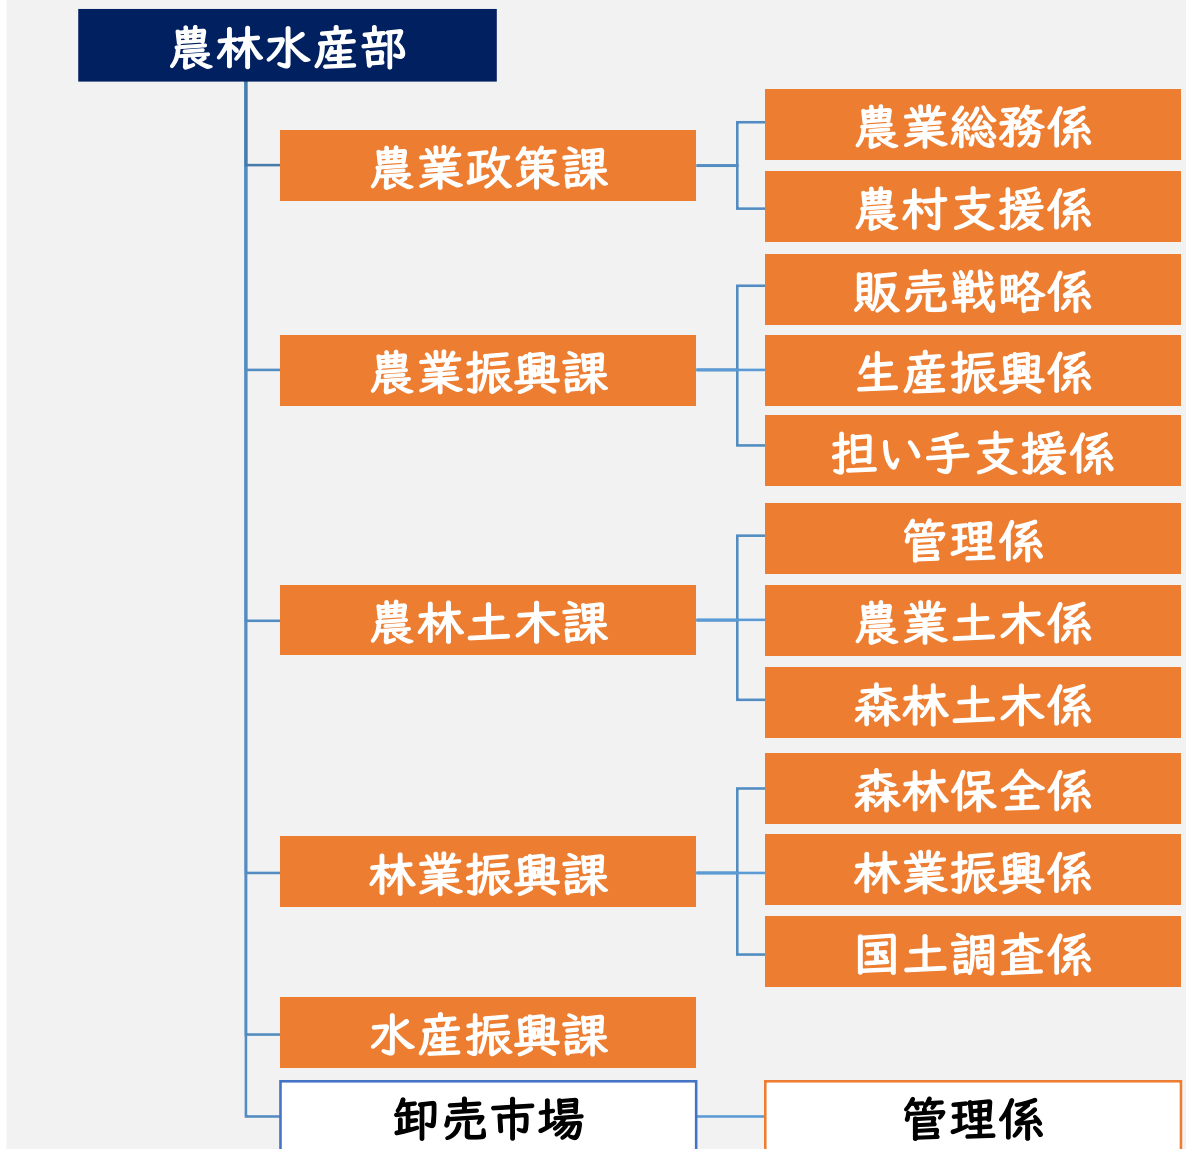 農林水産部
農業政策課
農業総務係
農村支援係
農業振興課
販売戦略係
生産振興係
担い手支援係
農林土木課
管理係
農業土木係
森林土木係
林業振興課
森林保全係
林業振興係
国土調査係
水産振興課
卸売市場
管理係